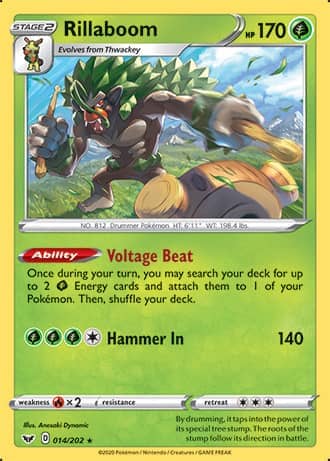 STAGE2
Rillaboom
HP 170
Evolves from Thwackey
NO. 812 Drummer Pokémon HT: 6'11" WT: 198.4 lbs.
Ability Voltage Beat
Once during your turn, you may search your deck for up
to 2 Energy cards and attach them to 1 of your
Pokémon. Then, shuffle your deck.
Hammer In 140
weakness ×2 resistance retreat
Illus. Anesaki Dynamic
D 014/202 ★
By drumming, it taps into the power of
its special tree stump. The roots of the
stump follow its direction in battle.
©2020 Pokémon / Nintendo / Creatures / GAME FREAK